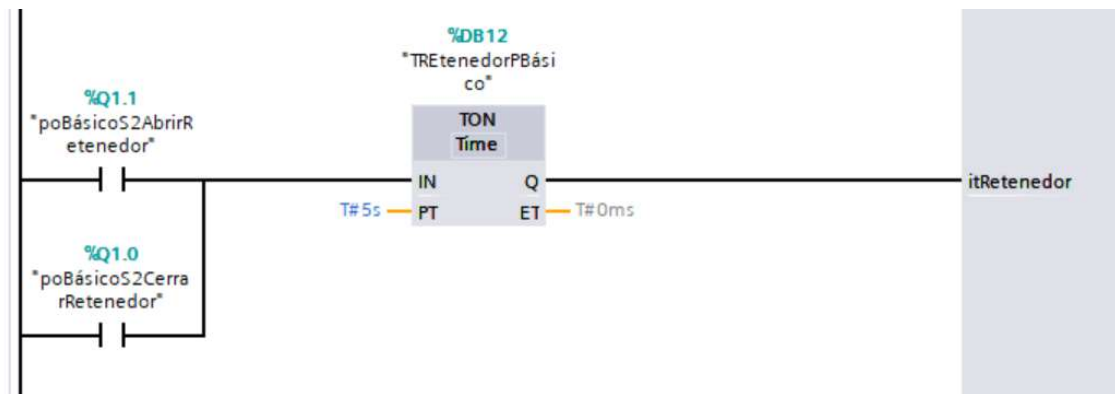 %DB12
"TREtenedorPBási
co"
%Q1.1
"poBásicoS2AbrirR
etenedor"
TON
Time
IN
Q
itRetenedor
T#5s
PT
ET
T#0ms
%Q1.0
"poBásicoS2Cerra
rRetenedor"